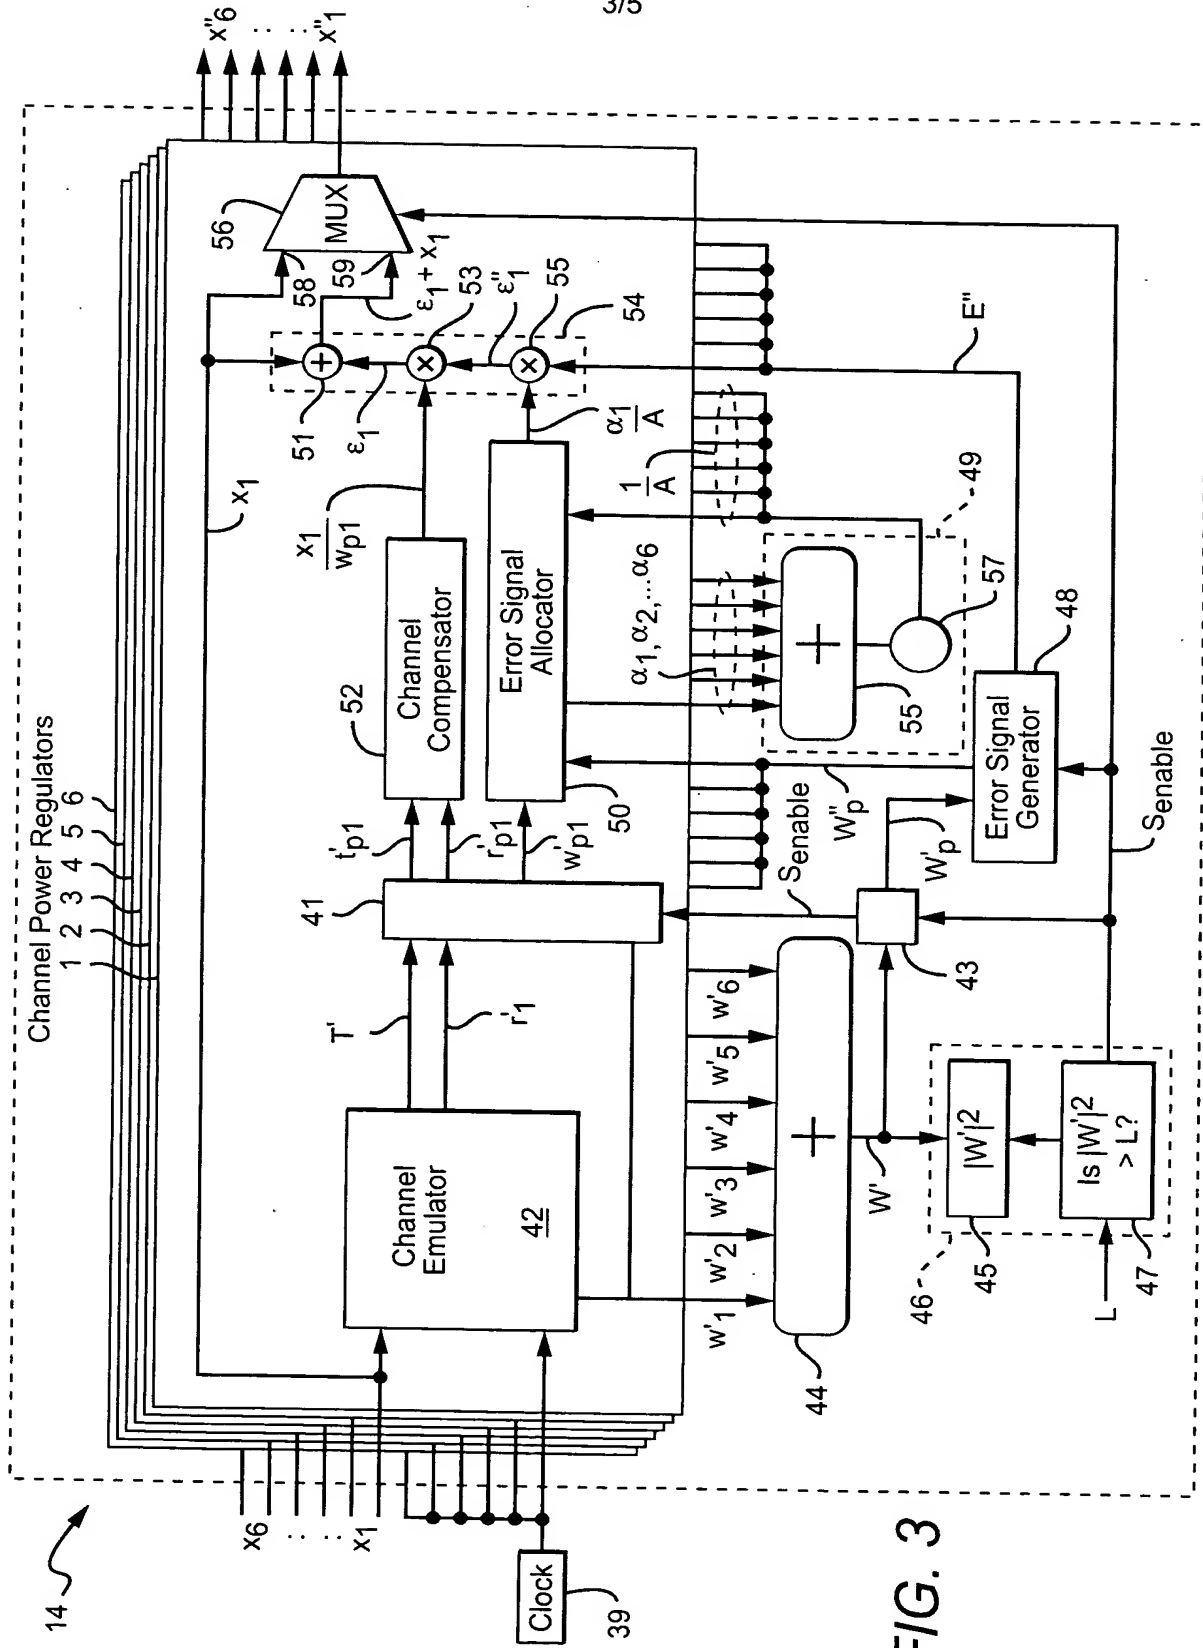 3/5
14
Channel Power Regulators
1
2
3
4
5
6
x6
:
:
x1
Clock
39
x1
Channel
Emulator
42
T'
r'1
41
t'p1
r'p1
w'p1
52
Channel
Compensator
x1
wp1
Error Signal
Allocator
50
α1
A
51
ε1
ε1 + x1
53
ε"1
55
54
58
59
56
MUX
x"6
:
:
x"1
w'1
w'2
w'3
w'4
w'5
w'6
44
+
W'
Senable
43
W"p
W'p
α1, α2,...α6
1
A
+
55
57
49
E"
46
45
|W'|2
Is |W'|2
> L?
47
L
Error Signal
Generator
48
Senable
FIG. 3